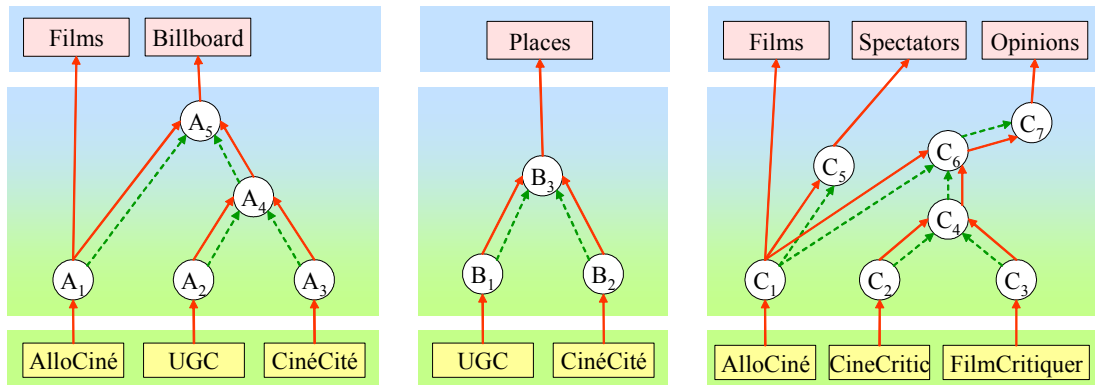 Films Billboard Places Films Spectators Opinions
A5 C7
C5 C6
A4 B3
C4
A1 A2 A3 B1 B2 C1 C2 C3
AlloCiné UGC CinéCité UGC CinéCité AlloCiné CineCritic FilmCritiquer